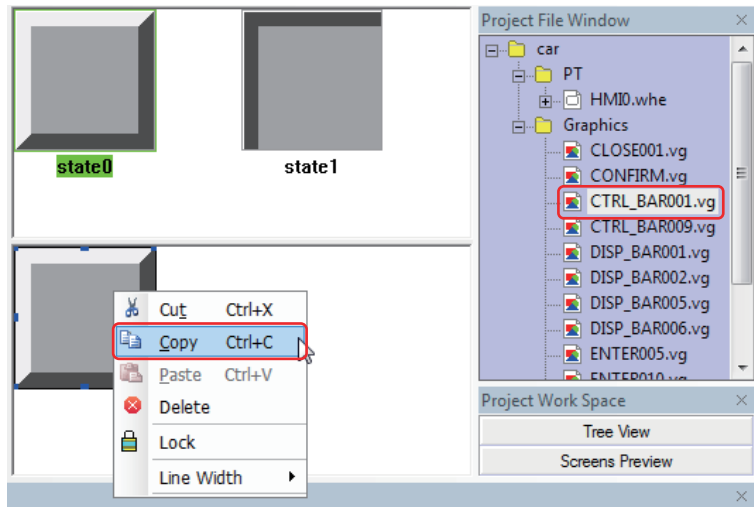 state0
state1
Cut Ctrl+X
Copy Ctrl+C
Paste Ctrl+V
Delete
Lock
Line Width
Project File Window
car
PT
HMI0.whe
Graphics
CLOSE001.vg
CONFIRM.vg
CTRL_BAR001.vg
CTRL_BAR009.vg
DISP_BAR001.vg
DISP_BAR002.vg
DISP_BAR005.vg
DISP_BAR006.vg
ENTER005.vg
ENTER010.vg
Project Work Space
Tree View
Screens Preview